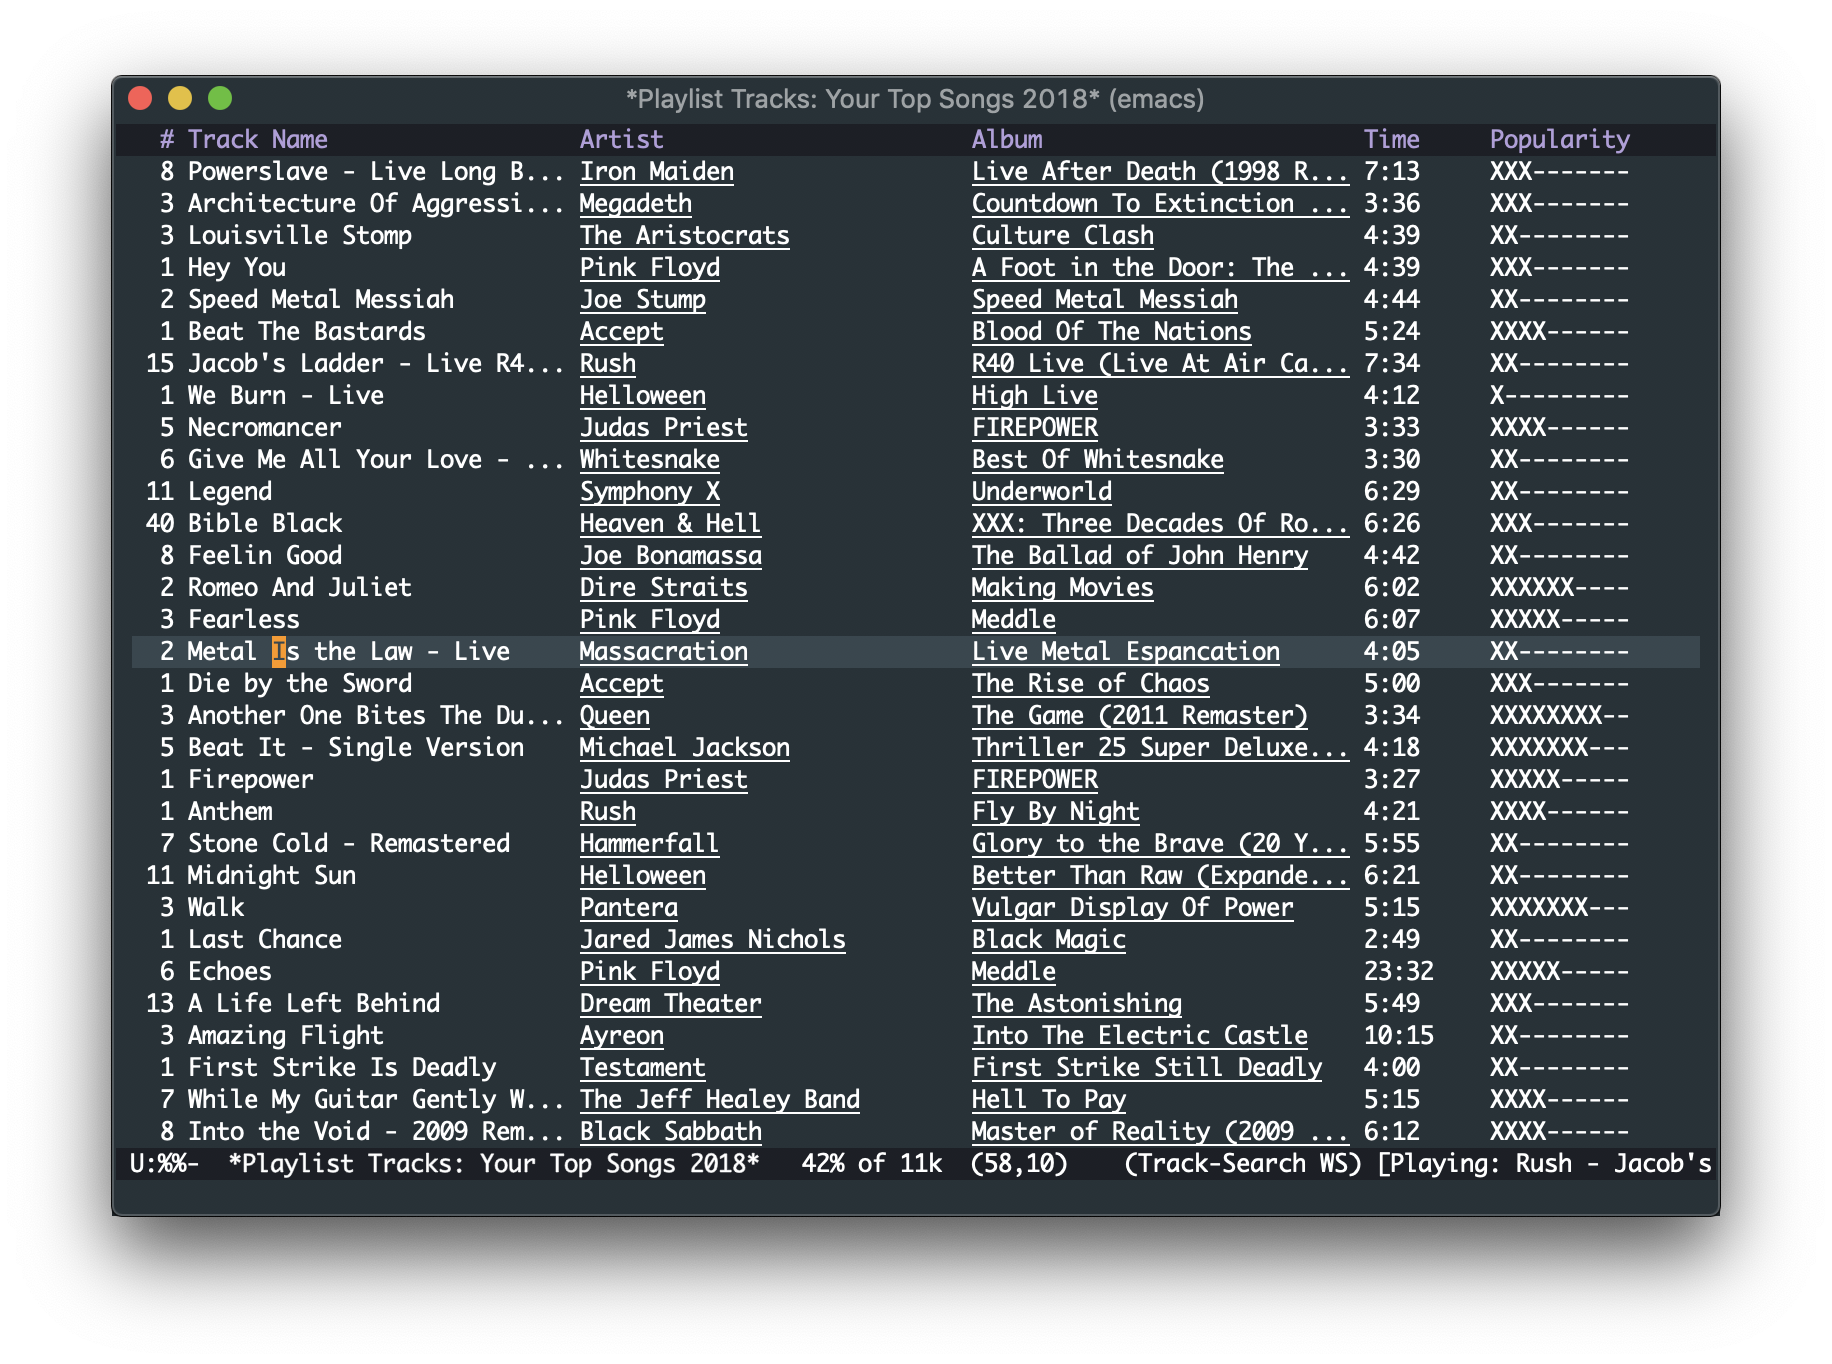 *Playlist Tracks: Your Top Songs 2018* (emacs)
# Track Name Artist Album Time Popularity
8 Powerslave - Live Long B... Iron Maiden Live After Death (1998 R... 7:13 XXX-------
3 Architecture Of Aggressi... Megadeth Countdown To Extinction ... 3:36 XXX-------
3 Louisville Stomp The Aristocrats Culture Clash 4:39 XX--------
1 Hey You Pink Floyd A Foot in the Door: The ... 4:39 XXX-------
2 Speed Metal Messiah Joe Stump Speed Metal Messiah 4:44 XX--------
1 Beat The Bastards Accept Blood Of The Nations 5:24 XXXX------
15 Jacob's Ladder - Live R4... Rush R40 Live (Live At Air Ca... 7:34 XX--------
1 We Burn - Live Helloween High Live 4:12 X---------
5 Necromancer Judas Priest FIREPOWER 3:33 XXXX------
6 Give Me All Your Love - ... Whitesnake Best Of Whitesnake 3:30 XX--------
11 Legend Symphony X Underworld 6:29 XX--------
40 Bible Black Heaven & Hell XXX: Three Decades Of Ro... 6:26 XXX-------
8 Feelin Good Joe Bonamassa The Ballad of John Henry 4:42 XX--------
2 Romeo And Juliet Dire Straits Making Movies 6:02 XXXXXX----
3 Fearless Pink Floyd Meddle 6:07 XXXXX-----
2 Metal Is the Law - Live Massacration Live Metal Espancation 4:05 XX--------
1 Die by the Sword Accept The Rise of Chaos 5:00 XXX-------
3 Another One Bites The Du... Queen The Game (2011 Remaster) 3:34 XXXXXXXX--
5 Beat It - Single Version Michael Jackson Thriller 25 Super Deluxe... 4:18 XXXXXXX---
1 Firepower Judas Priest FIREPOWER 3:27 XXXXX-----
1 Anthem Rush Fly By Night 4:21 XXXX------
7 Stone Cold - Remastered Hammerfall Glory to the Brave (20 Y... 5:55 XX--------
11 Midnight Sun Helloween Better Than Raw (Expande... 6:21 XX--------
3 Walk Pantera Vulgar Display Of Power 5:15 XXXXXXX---
1 Last Chance Jared James Nichols Black Magic 2:49 XX--------
6 Echoes Pink Floyd Meddle 23:32 XXXXX-----
13 A Life Left Behind Dream Theater The Astonishing 5:49 XXX-------
3 Amazing Flight Ayreon Into The Electric Castle 10:15 XX--------
1 First Strike Is Deadly Testament First Strike Still Deadly 4:00 XX--------
7 While My Guitar Gently W... The Jeff Healey Band Hell To Pay 5:15 XXXX------
8 Into the Void - 2009 Rem... Black Sabbath Master of Reality (2009 ... 6:12 XXXX------
U:%%- *Playlist Tracks: Your Top Songs 2018* 42% of 11k (58,10) (Track-Search WS) [Playing: Rush - Jacob's